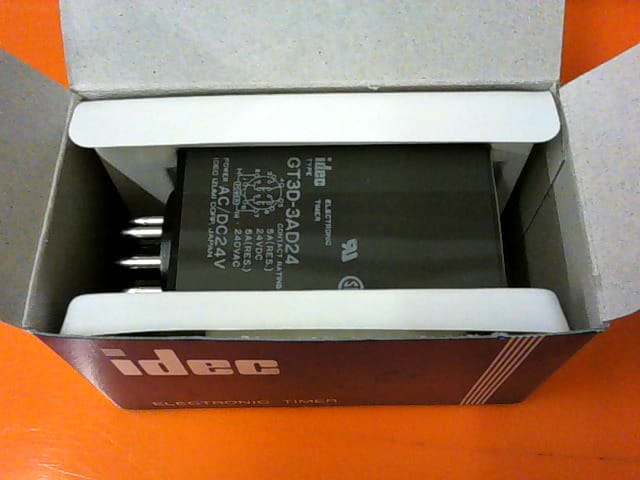 idec ELECTRONIC
TYPE TIMER
GT3D-3AD24
CONTACT RATING
5A(RES.)
24VDC
5A(RES.)
240VAC
POWER AC/DC24V
IDEC IZUMI CORP. JAPAN
idec
ELECTRONIC TIMER